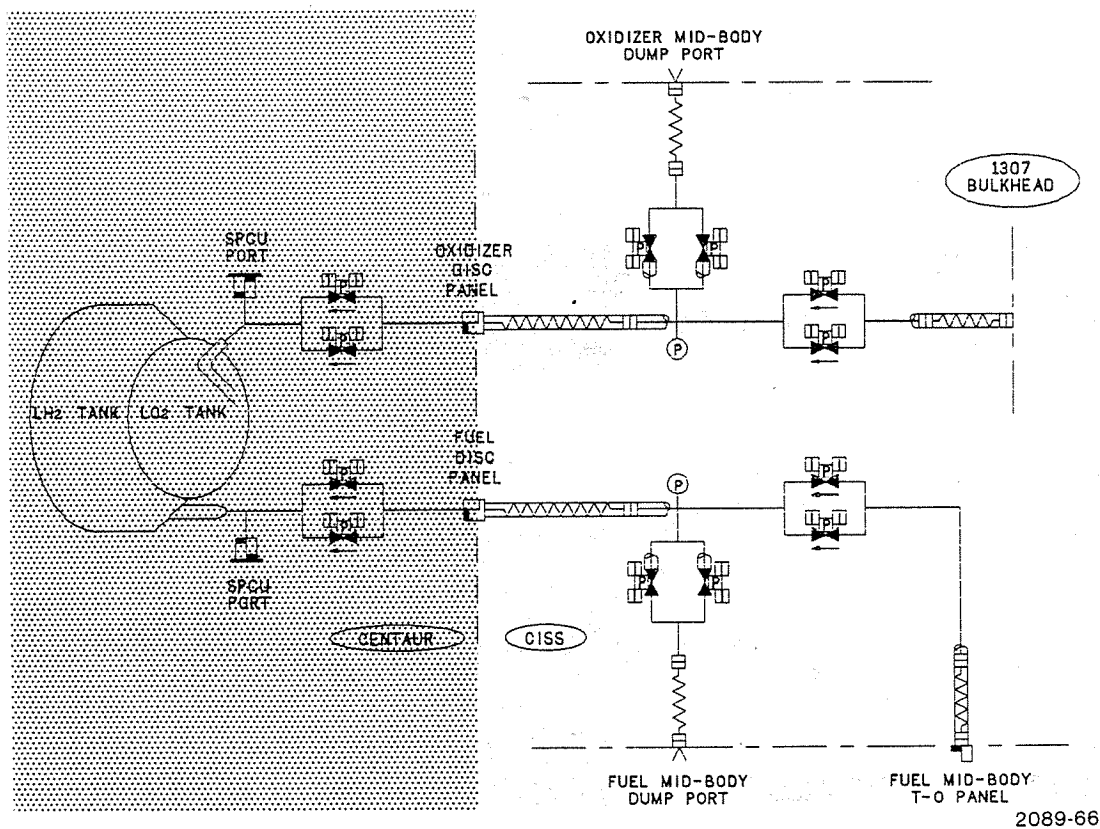 OXIDIZER MID-BODY
DUMP PORT
1307
BULKHEAD
SPCU
PORT
OXIDIZER
DISC
PANEL
P
P
P
P
P
P
P
LH2 TANK
LO2 TANK
FUEL
DISC
PANEL
P
P
P
P
P
P
P
SPCU
PORT
CENTAUR
CISS
FUEL MID-BODY
DUMP PORT
FUEL MID-BODY
T-O PANEL
2089-66